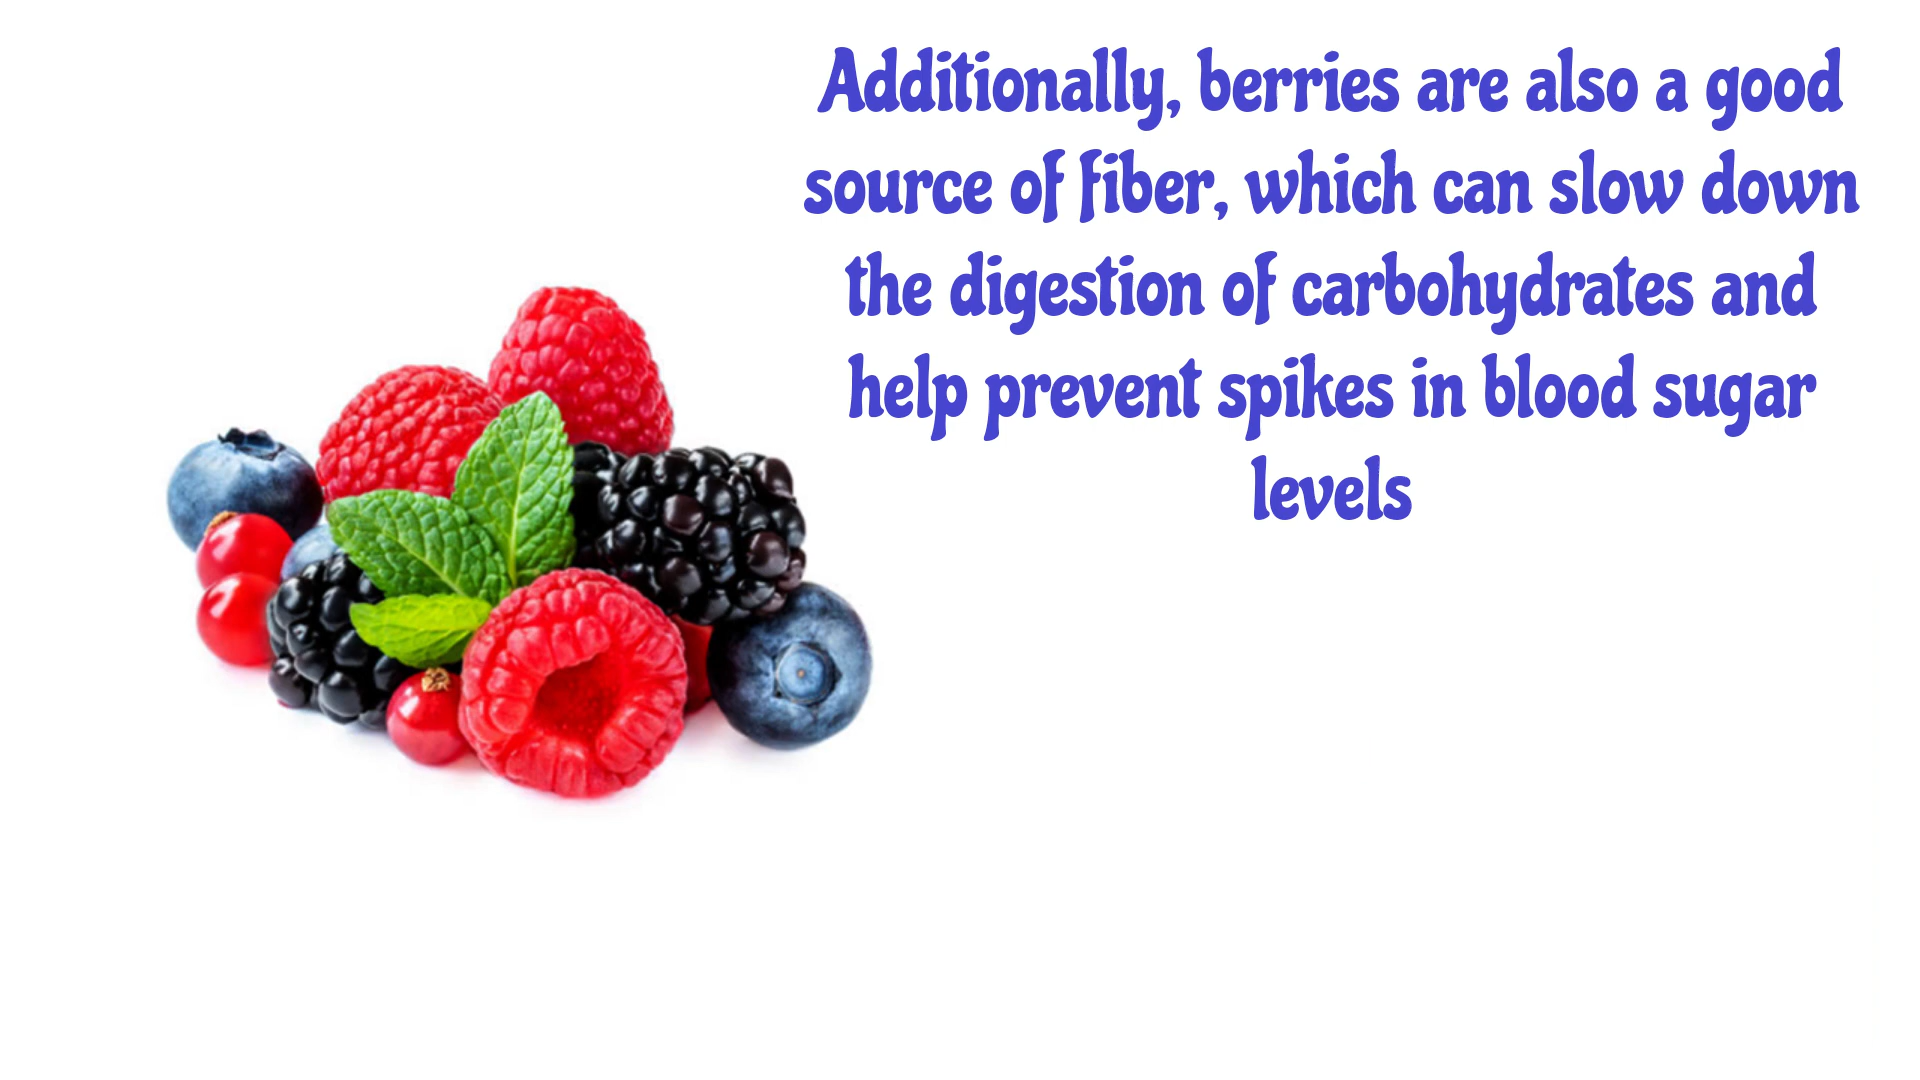 Additionally, berries are also a good
source of fiber, which can slow down
the digestion of carbohydrates and
help prevent spikes in blood sugar
levels